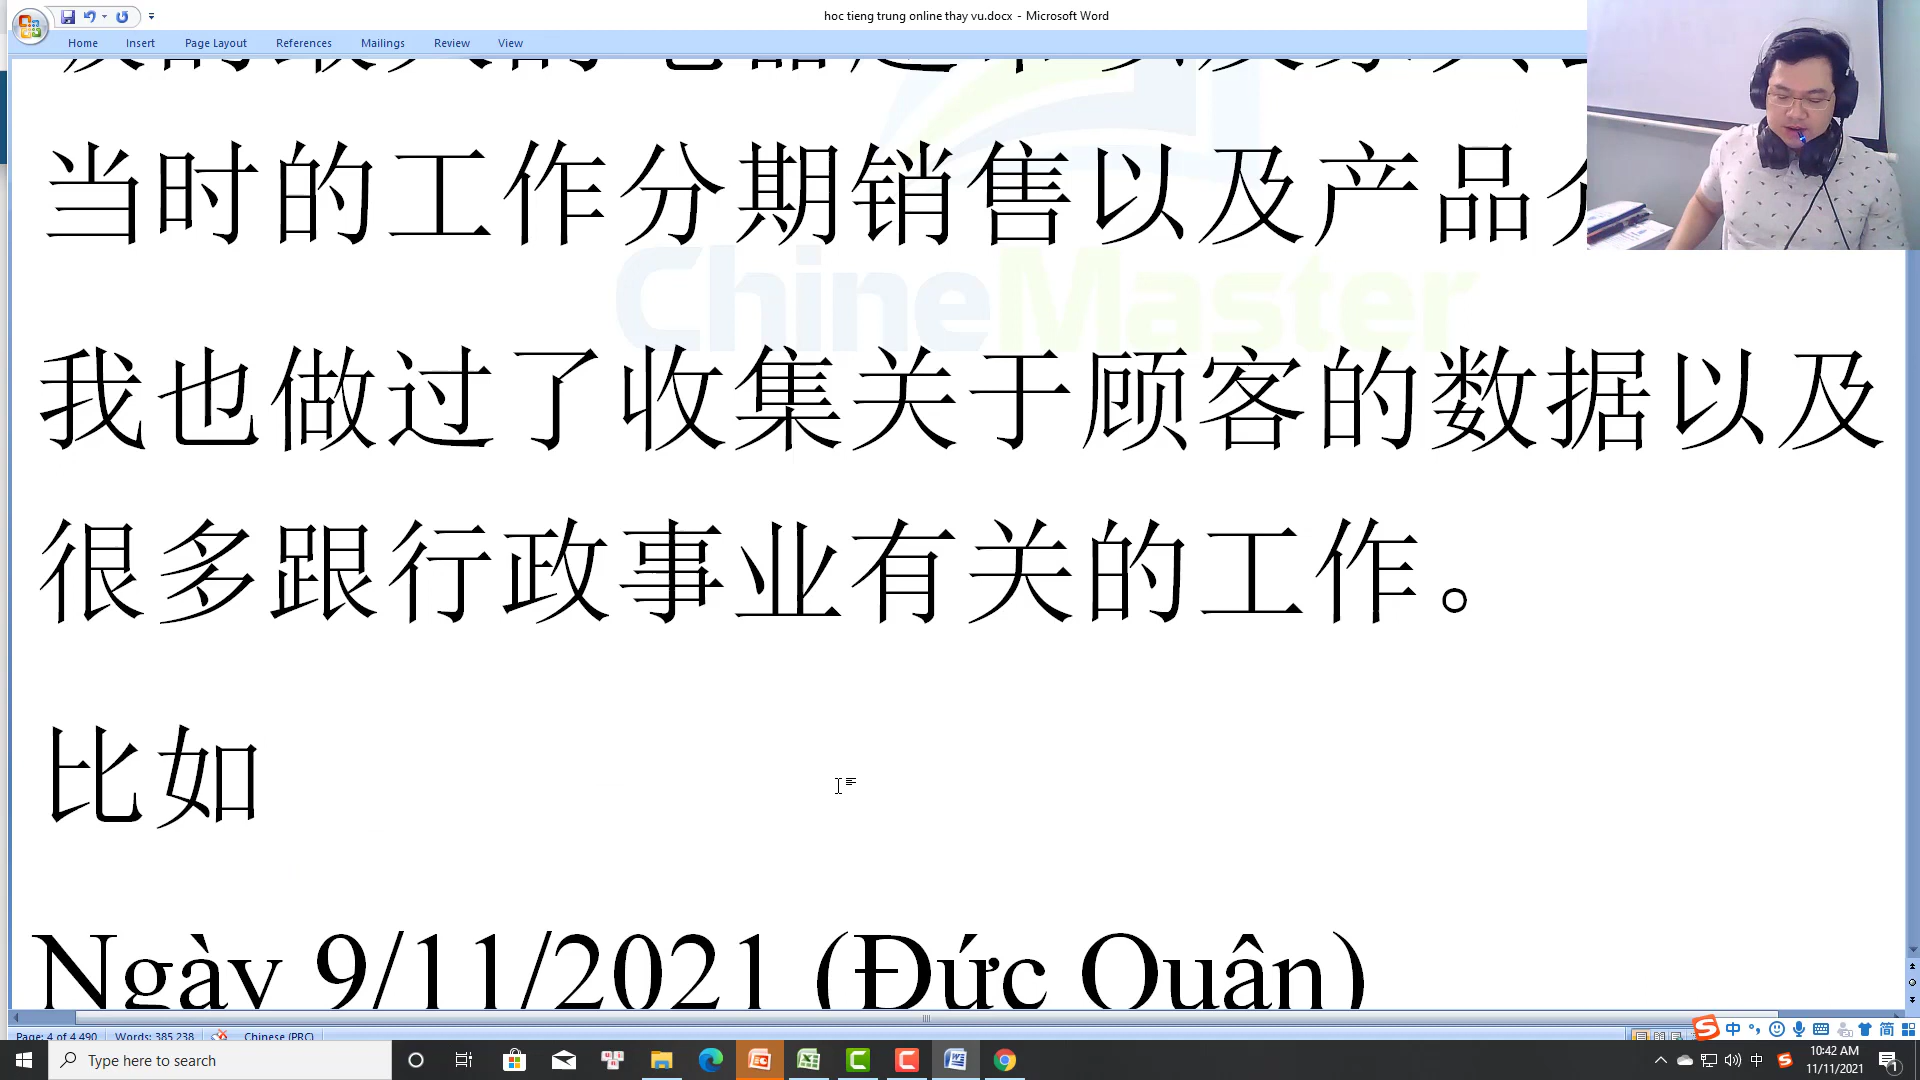 hoc tieng trung online thay vu.docx - Microsoft Word
Home Insert Page Layout References Mailings Review View
当时的工作分期销售以及产品
ChineMaster
我也做过了收集关于顾客的数据以及
很多跟行政事业有关的工作。
比如
Ngày 9/11/2021 (Đức Quân)
Page: 4 of 4,490 Words: 385,238 Chinese (PRC)
中 简
Type here to search
中
10:42 AM
11/11/2021
1